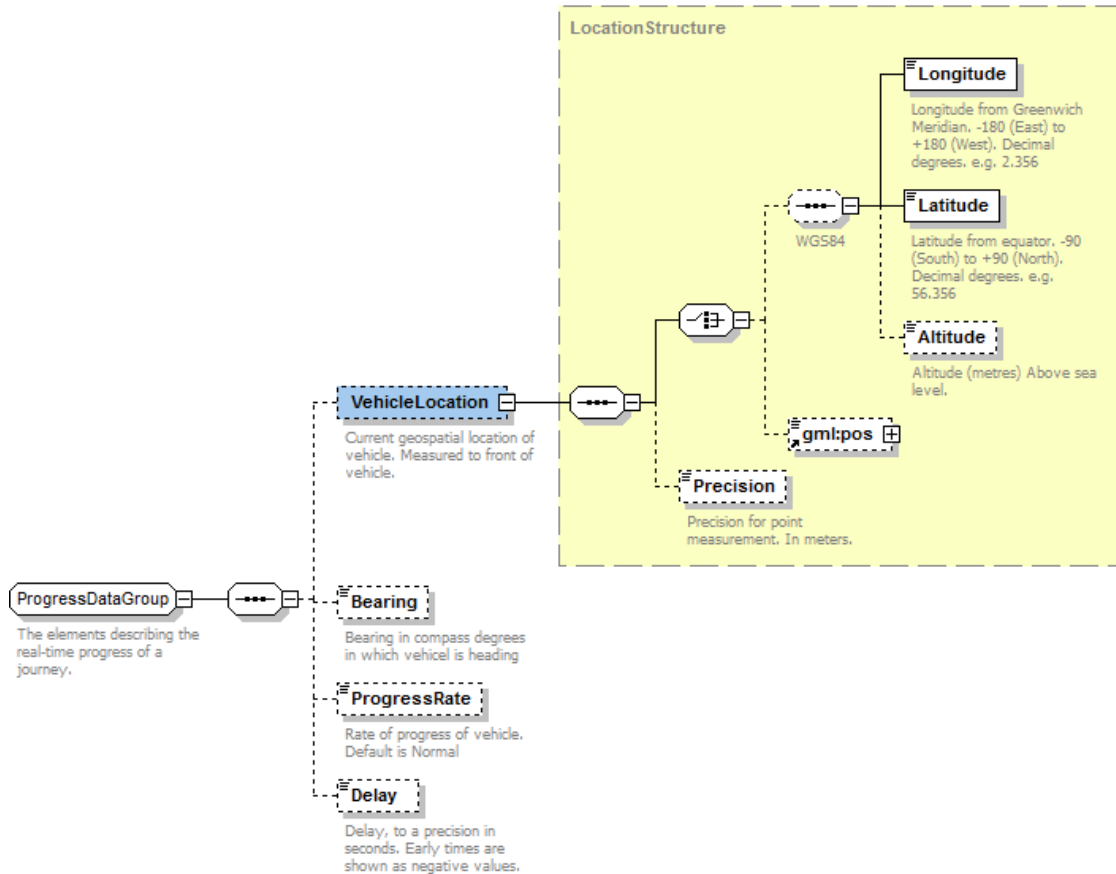 LocationStructure
Longitude
Longitude from Greenwich
Meridian. -180 (East) to
+180 (West). Decimal
degrees. e.g. 2.356
WGS84
Latitude
Latitude from equator. -90
(South) to +90 (North).
Decimal degrees. e.g.
56.356
Altitude
Altitude (metres) Above sea
level.
VehicleLocation
Current geospatial location of
vehicle. Measured to front of
vehicle.
gml:pos
Precision
Precision for point
measurement. In meters.
ProgressDataGroup
The elements describing the
real-time progress of a
journey.
Bearing
Bearing in compass degrees
in which vehicel is heading
ProgressRate
Rate of progress of vehicle.
Default is Normal
Delay
Delay, to a precision in
seconds. Early times are
shown as negative values.